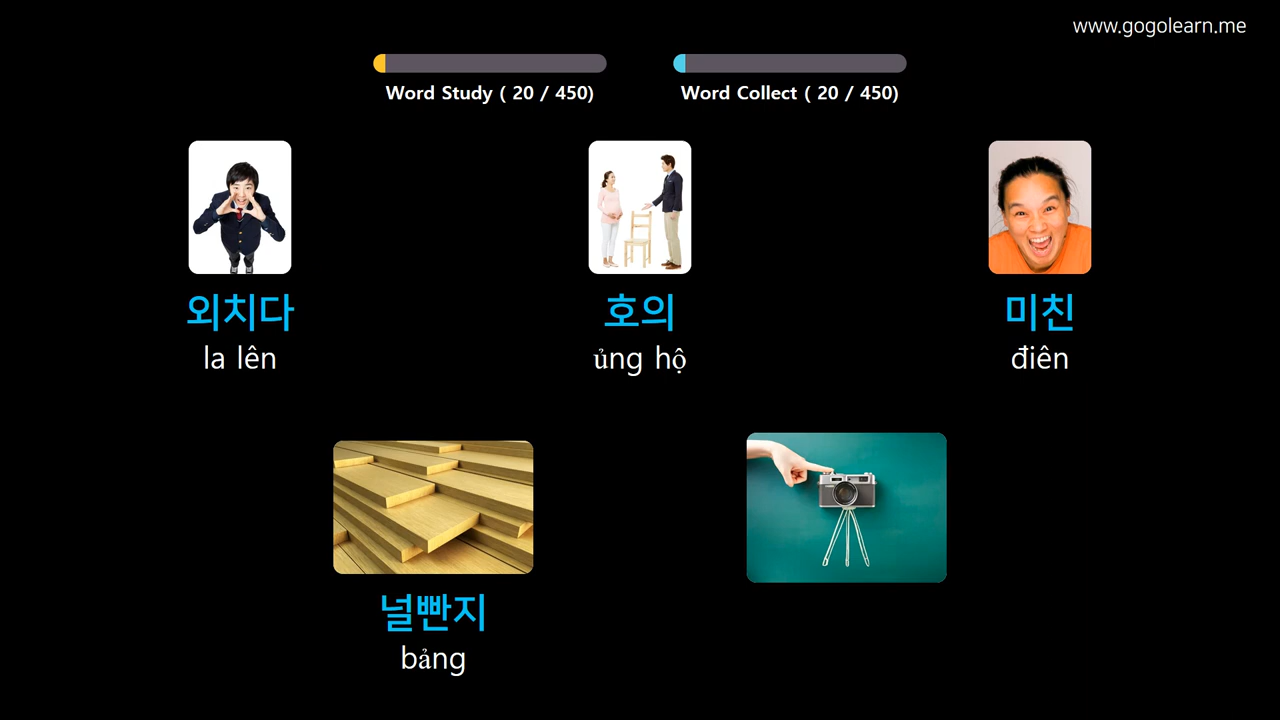 www.gogolearn.me
Word Study ( 20 / 450)
Word Collect ( 20 / 450)
외치다
la lên
호의
ủng hộ
미친
điên
널빤지
bảng